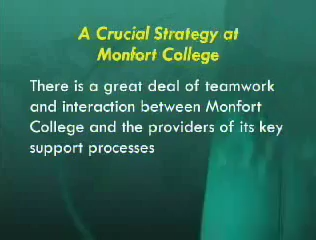 A Crucial Strategy at
Monfort College
There is a great deal of teamwork
and interaction between Monfort
College and the providers of its key
support processes